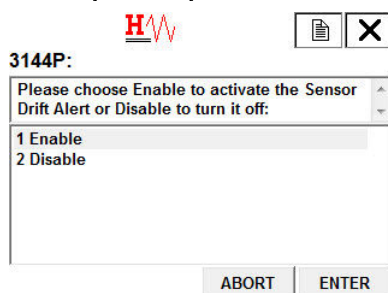 H
3144P:
Please choose Enable to activate the Sensor
Drift Alert or Disable to turn it off:
1 Enable
2 Disable
ABORT ENTER